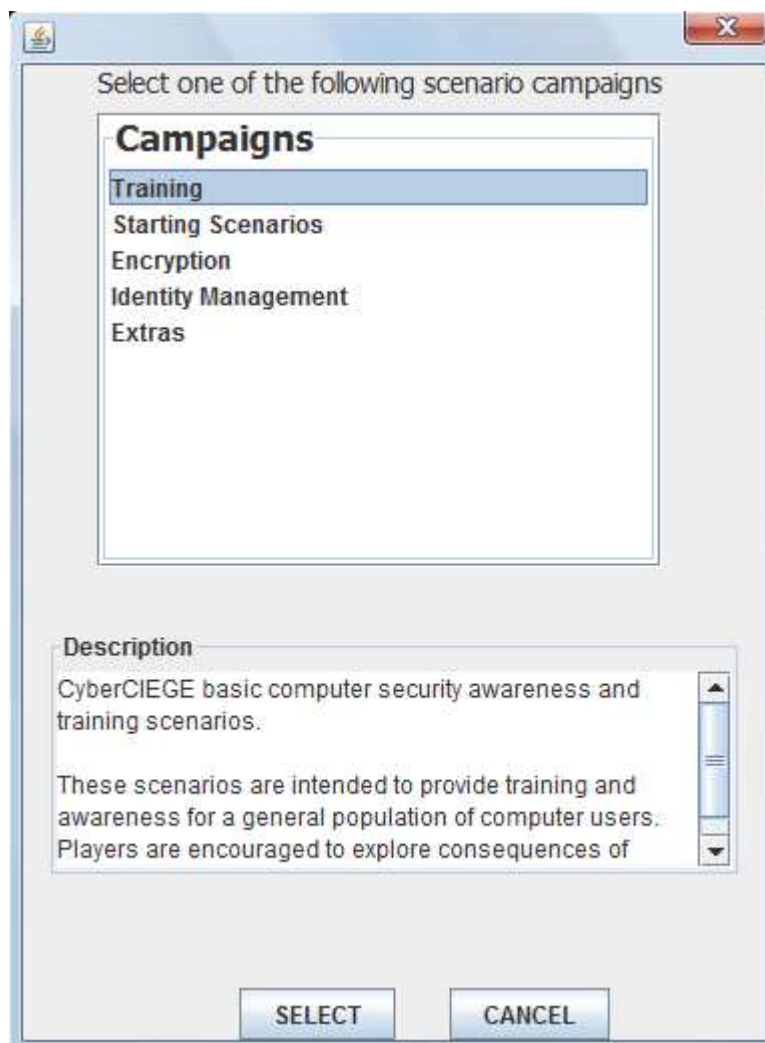 Select one of the following scenario campaigns
Campaigns
Training
Starting Scenarios
Encryption
Identity Management
Extras
Description
CyberCIEGE basic computer security awareness and
training scenarios.
These scenarios are intended to provide training and
awareness for a general population of computer users.
Players are encouraged to explore consequences of
SELECT
CANCEL